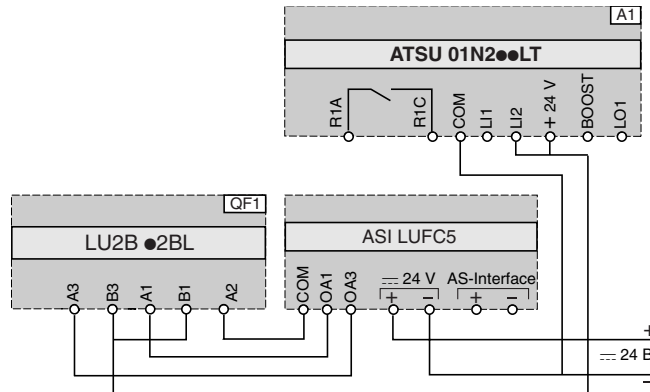 A1
ATSU 01N2●●LT
R1A R1C COM LI1 LI2 + 24 V BOOST LO1
QF1
LU2B ●2BL
ASI LUFC5
A3 B3 A1 B1 A2
COM OA1 OA3
24 V AS-Interface
+ – + –
+
24 B
–